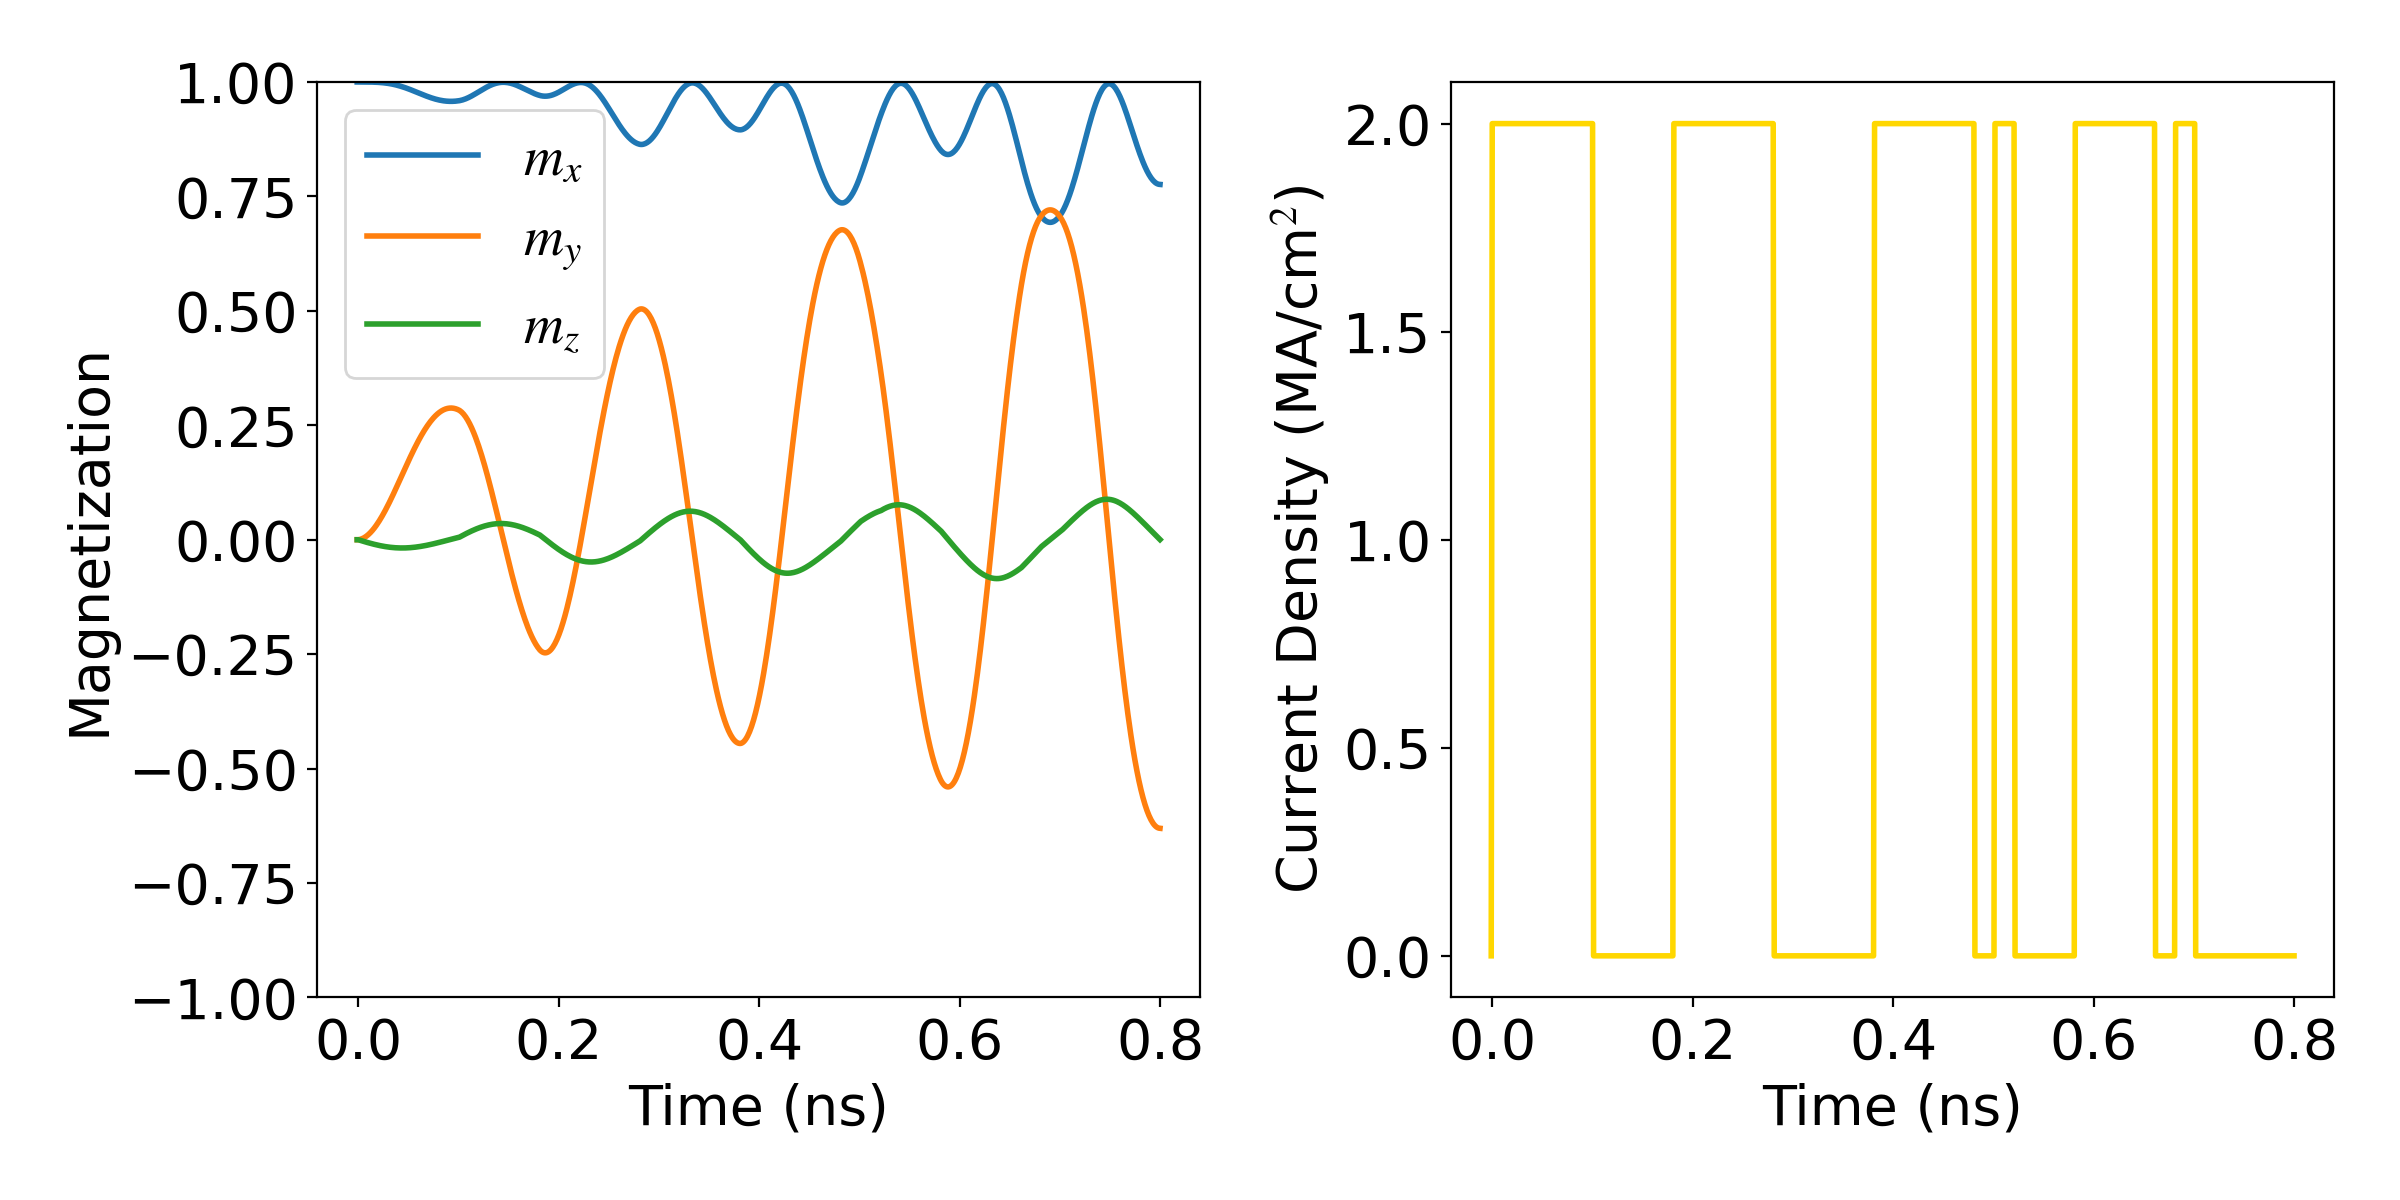 1.00
0.75
0.50
0.25
0.00
−0.25
−0.50
−0.75
−1.00
Magnetization
m_x
m_y
m_z
0.0 0.2 0.4 0.6 0.8
Time (ns)
2.0
1.5
1.0
0.5
0.0
Current Density (MA/cm²)
0.0 0.2 0.4 0.6 0.8
Time (ns)